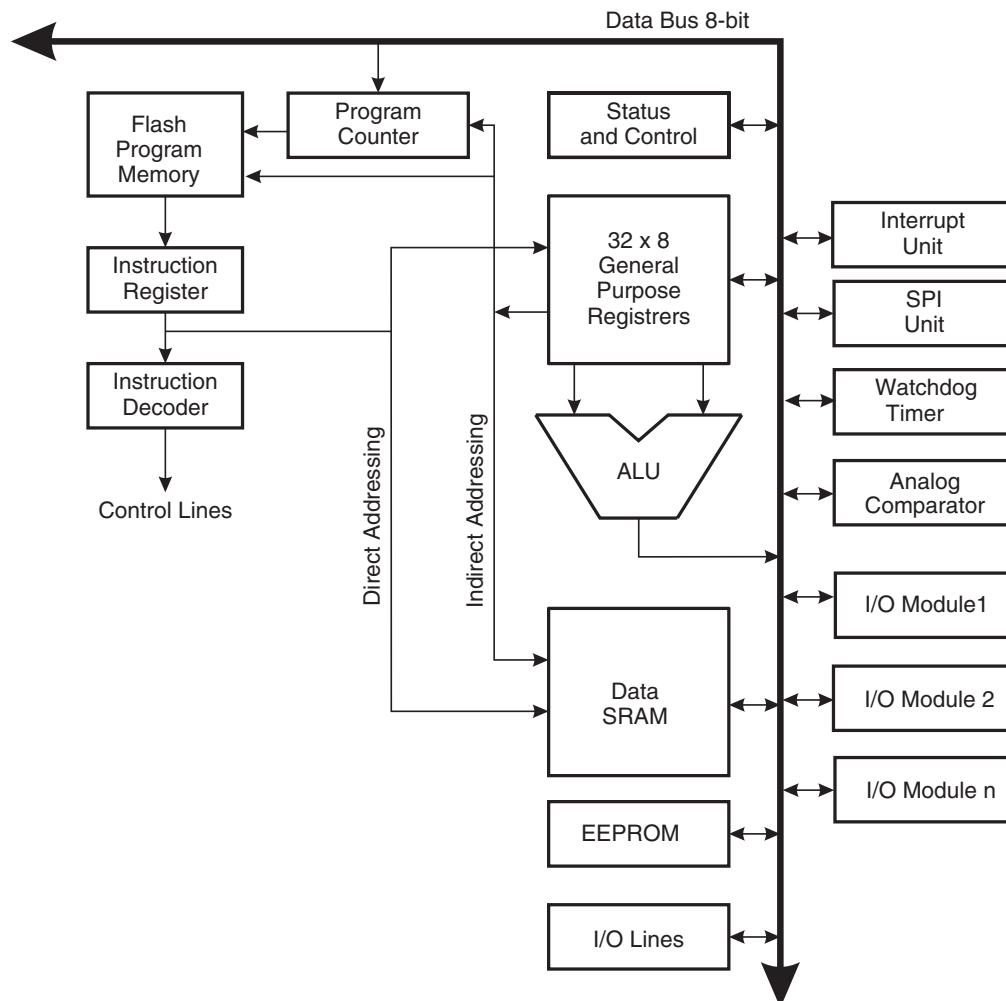 Data Bus 8-bit
Flash
Program
Memory
Program
Counter
Status
and Control
Instruction
Register
32 x 8
General
Purpose
Registrers
Interrupt
Unit
SPI
Unit
Instruction
Decoder
Watchdog
Timer
ALU
Analog
Comparator
Control Lines
Direct Addressing
Indirect Addressing
I/O Module1
Data
SRAM
I/O Module 2
I/O Module n
EEPROM
I/O Lines